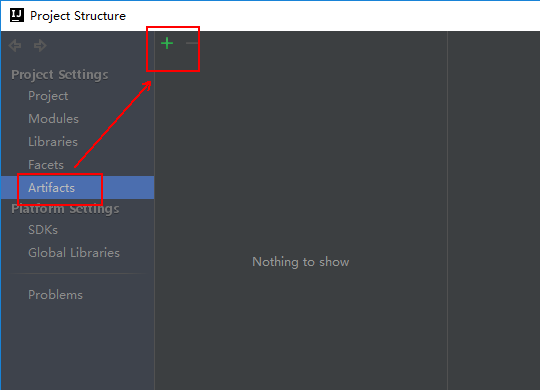 Project Structure
Project Settings
Project
Modules
Libraries
Facets
Artifacts
Platform Settings
SDKs
Global Libraries
Problems
Nothing to show